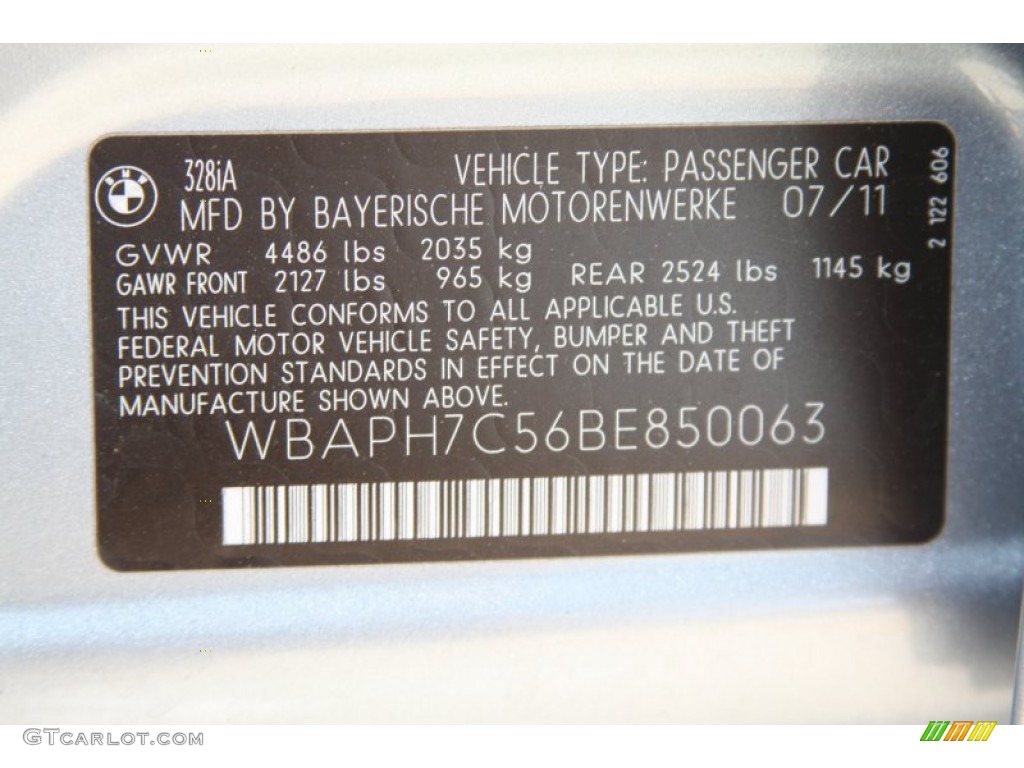 328iA VEHICLE TYPE: PASSENGER CAR
MFD BY BAYERISCHE MOTORENWERKE 07/11
GVWR 4486 lbs 2035 kg
GAWR FRONT 2127 lbs 965 kg REAR 2524 lbs 1145 kg
THIS VEHICLE CONFORMS TO ALL APPLICABLE U.S.
FEDERAL MOTOR VEHICLE SAFETY, BUMPER AND THEFT
PREVENTION STANDARDS IN EFFECT ON THE DATE OF
MANUFACTURE SHOWN ABOVE.
WBAPH7C56BE850063
2 122 606
BMW
GTCARLOT.COM